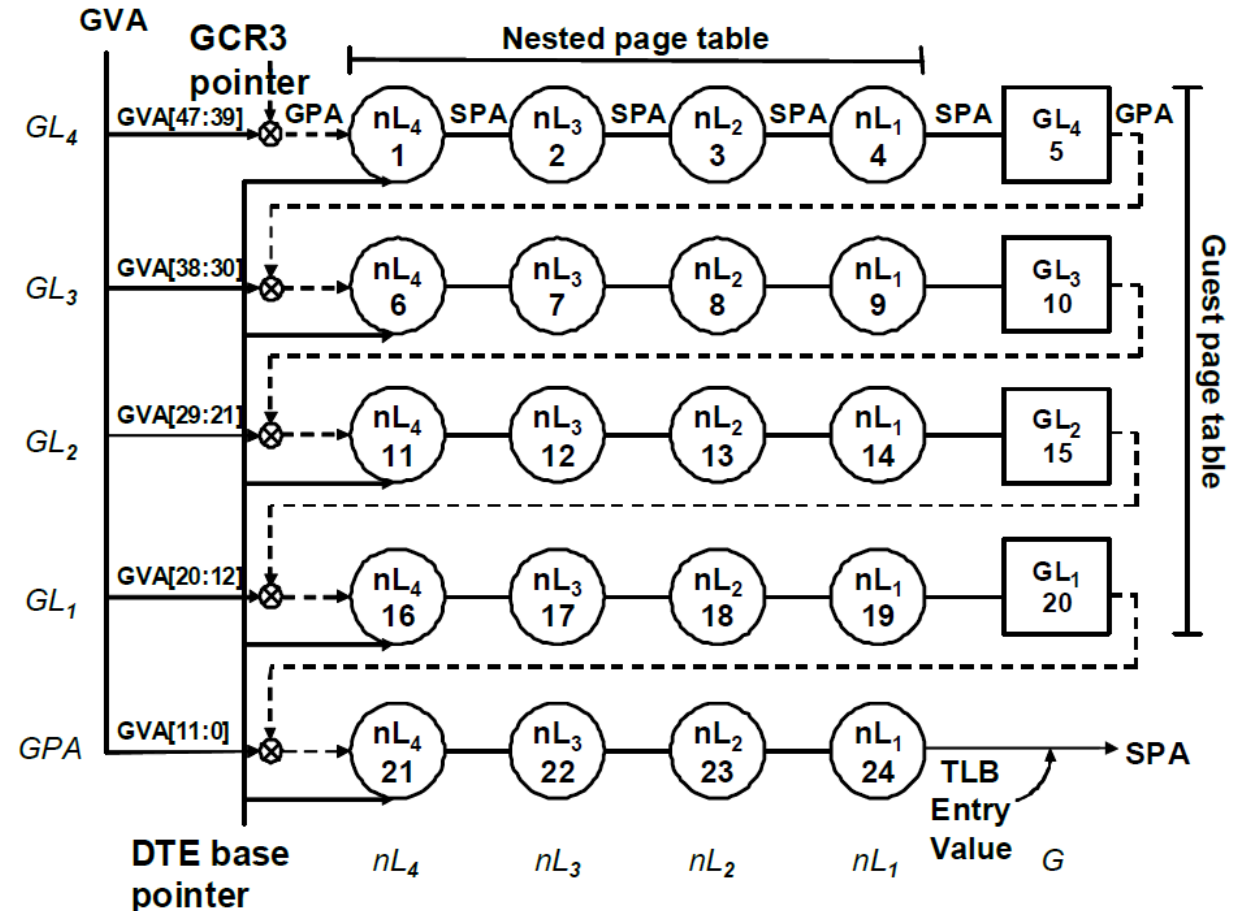 GVA
GCR3
pointer
Nested page table
GL4
GVA[47:39]
GPA
nL4
1
SPA
nL3
2
SPA
nL2
3
SPA
nL1
4
SPA
GL4
5
GPA
GL3
GVA[38:30]
nL4
6
nL3
7
nL2
8
nL1
9
GL3
10
Guest page table
GL2
GVA[29:21]
nL4
11
nL3
12
nL2
13
nL1
14
GL2
15
GL1
GVA[20:12]
nL4
16
nL3
17
nL2
18
nL1
19
GL1
20
GPA
GVA[11:0]
nL4
21
nL3
22
nL2
23
nL1
24
SPA
TLB
Entry
Value
DTE base
pointer
nL4
nL3
nL2
nL1
G